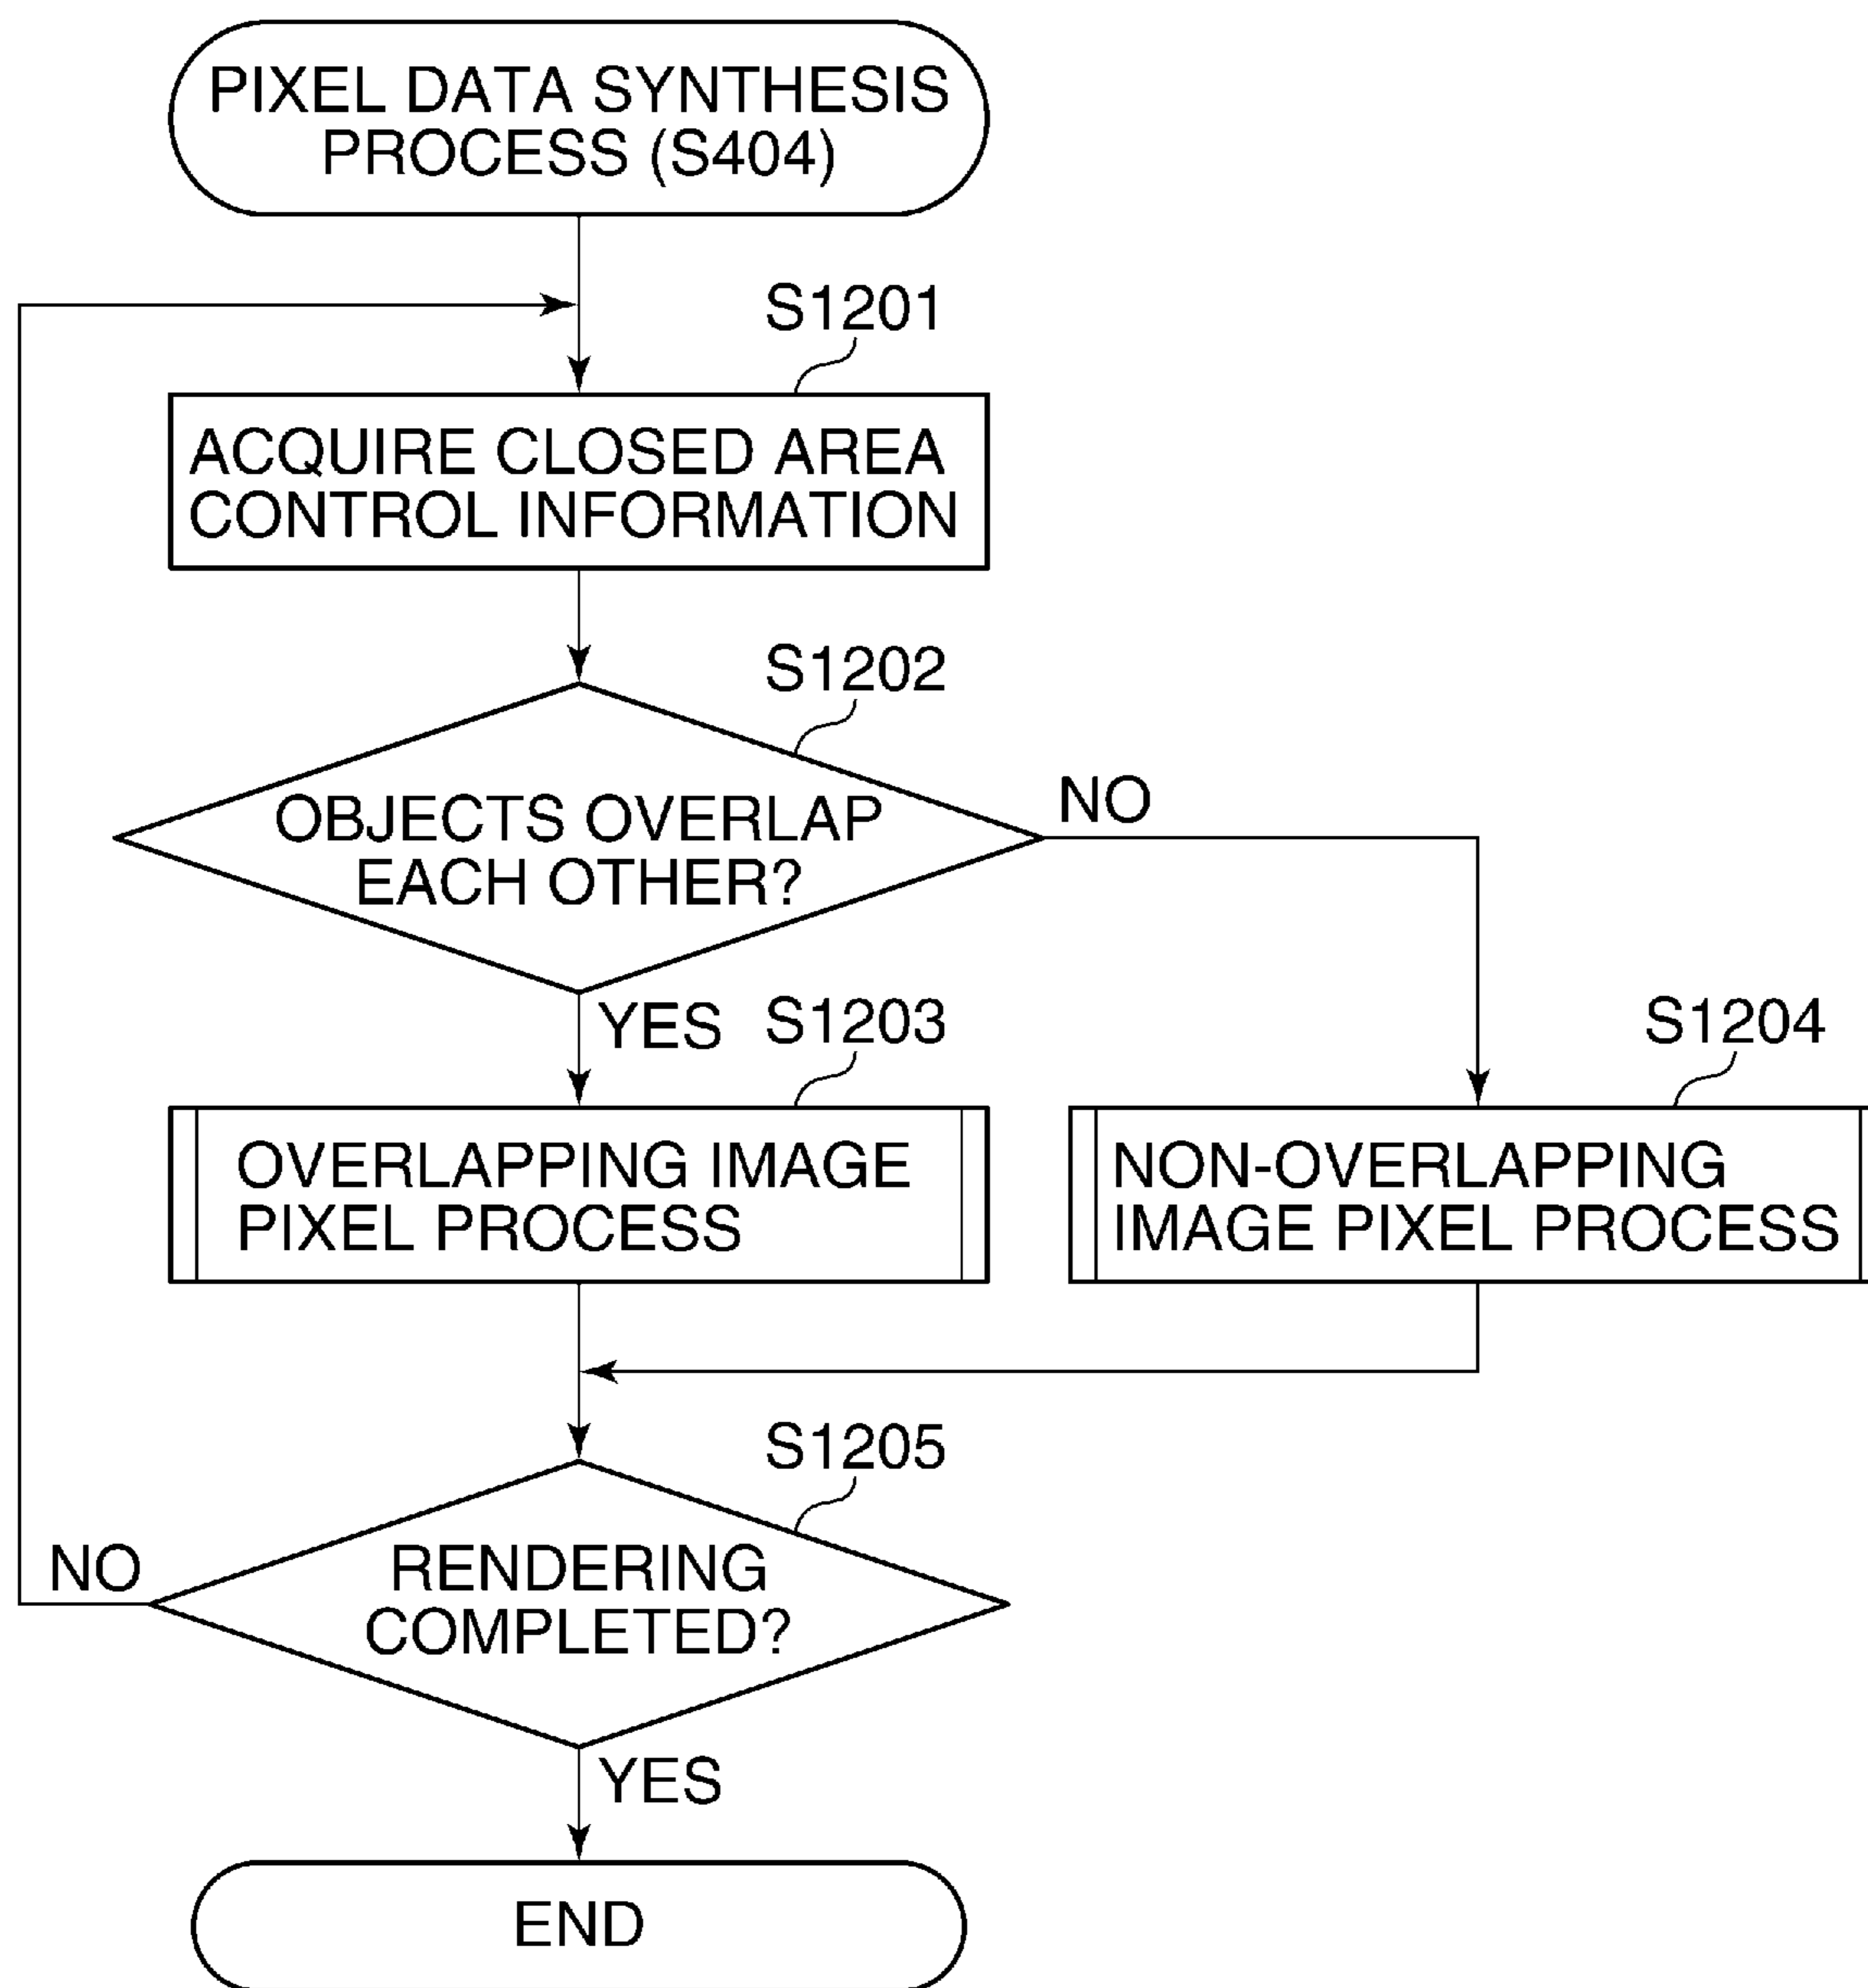 PIXEL DATA SYNTHESIS
PROCESS (S404)
S1201
ACQUIRE CLOSED AREA
CONTROL INFORMATION
S1202
OBJECTS OVERLAP
EACH OTHER?
NO
YES
S1203
S1204
OVERLAPPING IMAGE
PIXEL PROCESS
NON-OVERLAPPING
IMAGE PIXEL PROCESS
S1205
RENDERING
COMPLETED?
NO
YES
END